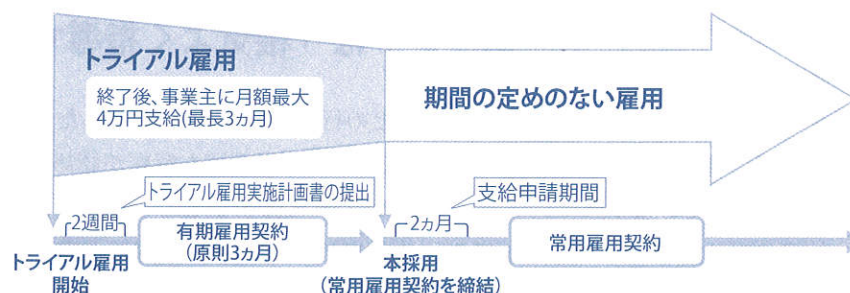 トライアル雇用
終了後、事業主に月額最大
4万円支給(最長3ヵ月)
期間の定めのない雇用
トライアル雇用実施計画書の提出
支給申請期間
2週間
有期雇用契約
(原則3ヵ月)
2ヵ月
常用雇用契約
トライアル雇用
開始
本採用
(常用雇用契約を締結)